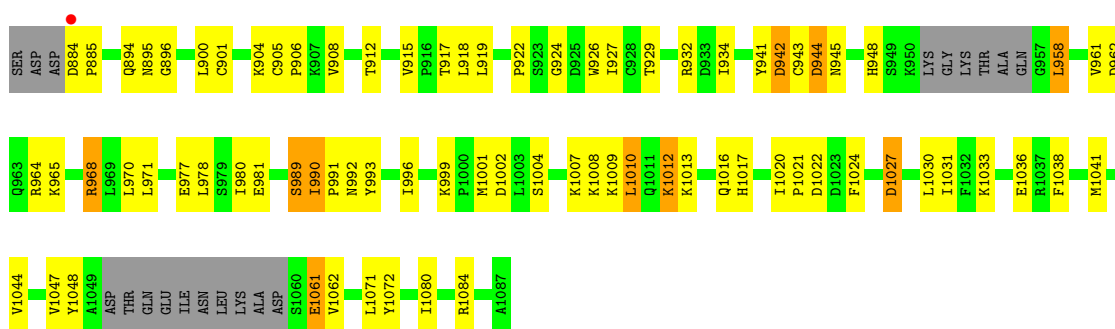 SER ASP ASP D884 P885 Q894 N895 G896 L900 C901 K904 C905 P906 K907 V908 T912 V915 P916 T917 L918 L919 P922 S923 G924 D925 W926 I927 C928 T929 R932 D933 I934 Y941 D942 C943 D944 N945 H948 S949 K950 LYS GLY LYS THR ALA GLN G957 L958 V961
Q963 R964 K965 R968 L969 L970 L971 E977 L978 S979 I980 E981 S989 I990 P991 N992 Y993 I996 K999 P1000 M1001 D1002 L1003 S1004 K1007 K1008 K1009 L1010 Q1011 K1012 K1013 Q1016 H1017 I1020 P1021 D1022 D1023 F1024 D1027 L1030 I1031 F1032 K1033 E1036 R1037 F1038 M1041
V1044 V1047 Y1048 A1049 ASP THR GLN GLU ILE ASN LEU LYS ALA ASP S1060 E1061 V1062 L1071 Y1072 I1080 R1084 A1087